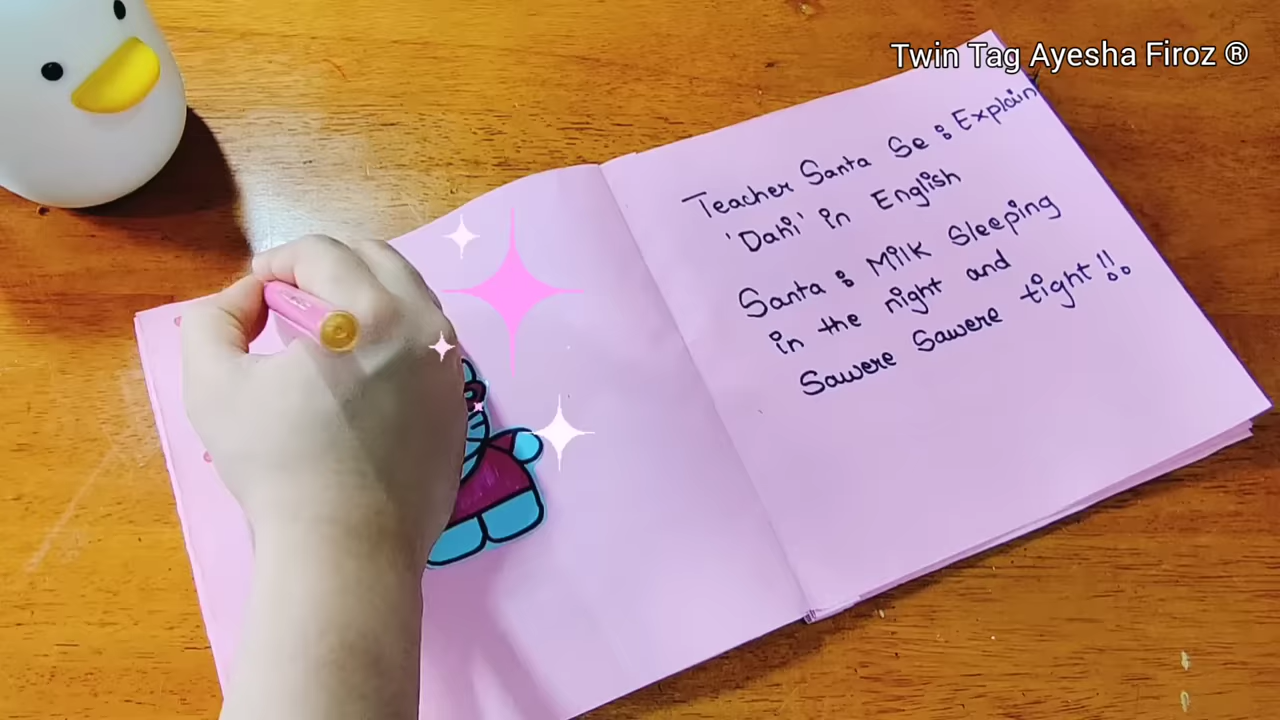 Twin Tag Ayesha Firoz ®
Teacher Santa Se : Explain
'Dahi' in English
Santa : Milk Sleeping
in the night and
Sawere Sawere tight !!